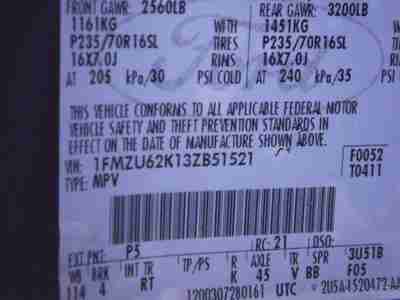 FRONT GAWR: 2560LB REAR GAWR: 3200LB
1161KG WITH 1451KG WITH
P235/70R16SL TIRES P235/70R16SL
16X7.0J RIMS 16X7.0J
AT 205 kPa/30 PSI COLD AT 240 kPa/35
Ford
THIS VEHICLE CONFORMS TO ALL APPLICABLE FEDERAL MOTOR
VEHICLE SAFETY AND THEFT PREVENTION STANDARDS IN
EFFECT ON THE DATE OF MANUFACTURE SHOWN ABOVE.
VIN: 1FMZU62K13ZB51521 F0052
TYPE: MPV T0411
EXT PNT: P5 RC: 21 DSO:
WB BRK INT TR TP/PS R AXLE TR SPR 3U51B
114 4 RT K 45 V BB F05
1200307280161 UTC